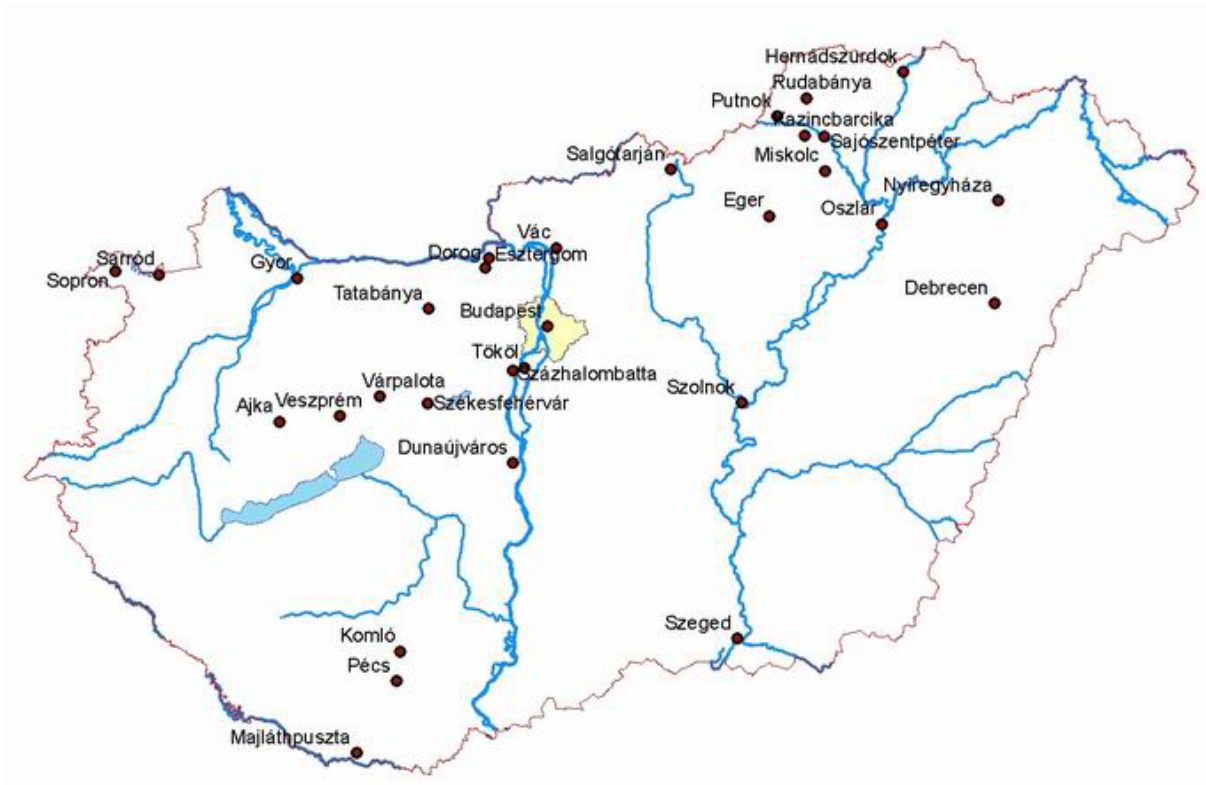 Hernádszurdok
Rudabánya
Putnok
Kazincbarcika
Sajószentpéter
Salgótarján
Miskolc
Nyíregyháza
Eger
Oszlár
Vác
Dorog
Esztergom
Sarród
Sopron
Győr
Tatabánya
Debrecen
Budapest
Tököl
Százhalombatta
Várpalota
Szolnok
Ajka
Veszprém
Székesfehérvár
Dunaújváros
Szeged
Komló
Pécs
Majláthpuszta